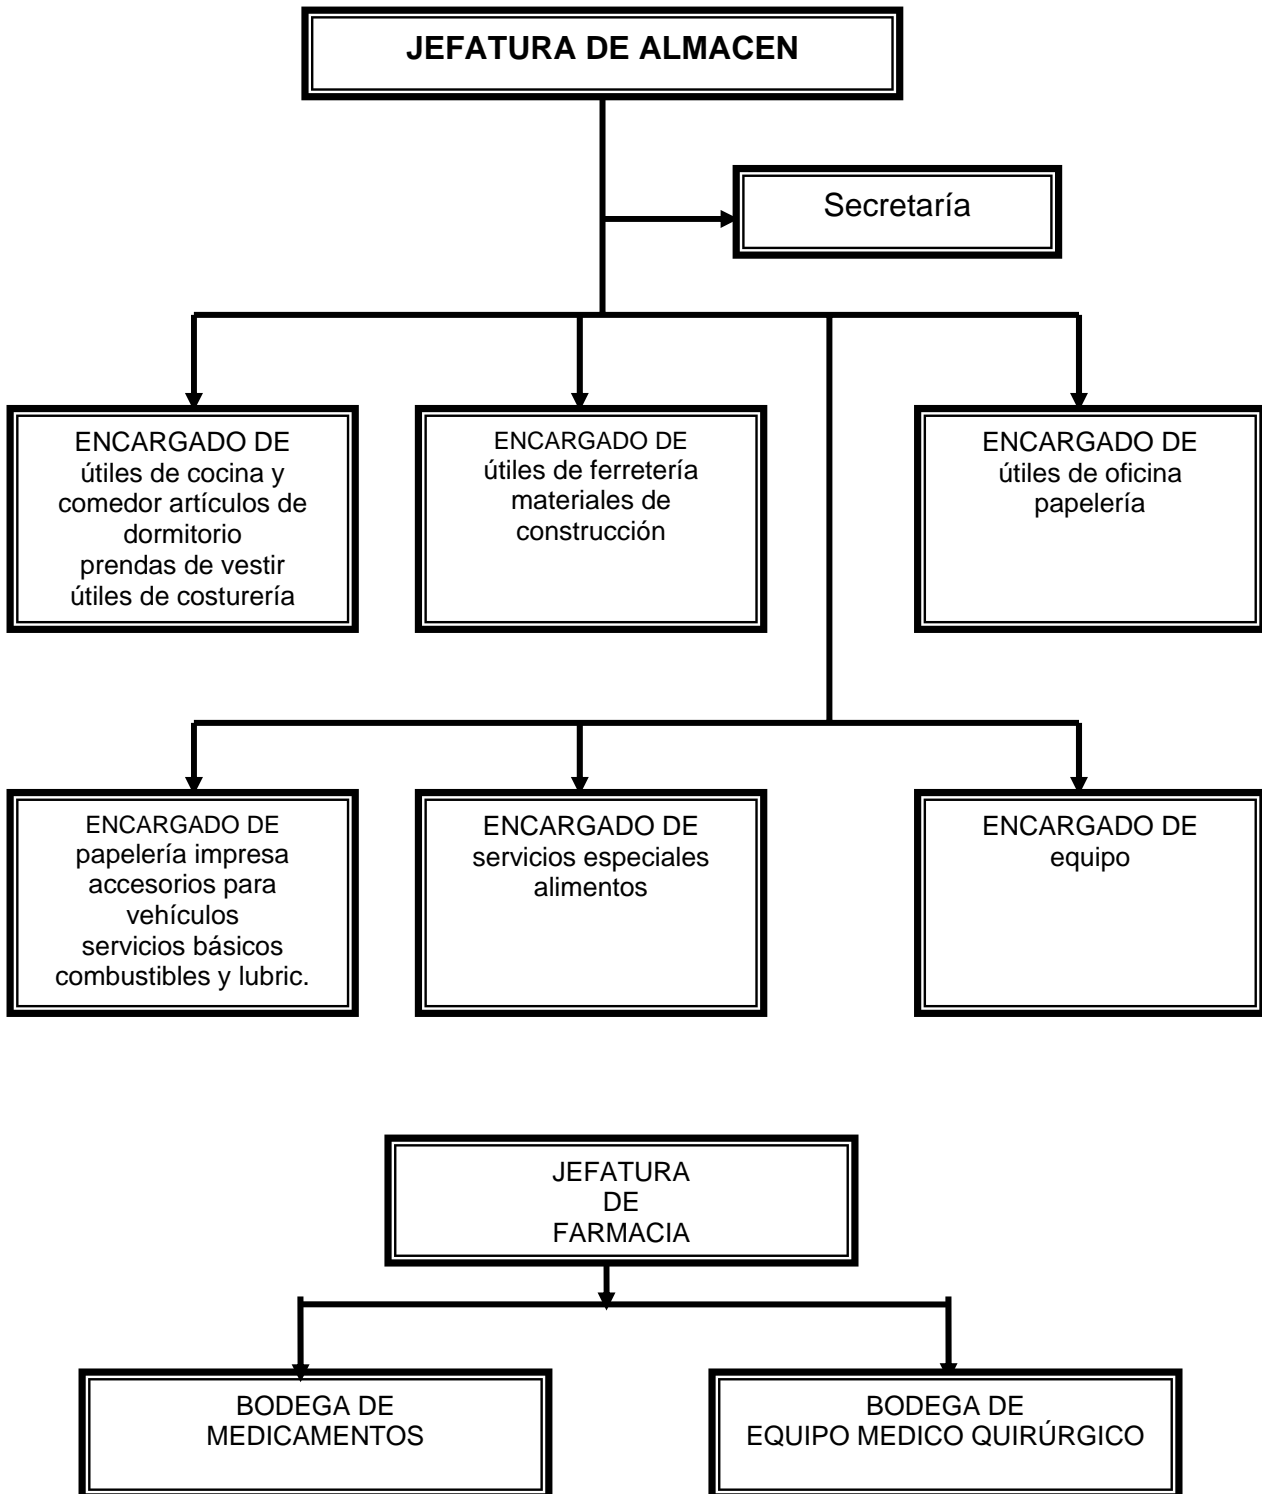 JEFATURA DE ALMACEN
Secretaría
ENCARGADO DE
útiles de cocina y
comedor artículos de
dormitorio
prendas de vestir
útiles de costurería
ENCARGADO DE
útiles de ferretería
materiales de
construcción
ENCARGADO DE
útiles de oficina
papelería
ENCARGADO DE
papelería impresa
accesorios para
vehículos
servicios básicos
combustibles y lubric.
ENCARGADO DE
servicios especiales
alimentos
ENCARGADO DE
equipo
JEFATURA
DE
FARMACIA
BODEGA DE
MEDICAMENTOS
BODEGA DE
EQUIPO MEDICO QUIRÚRGICO